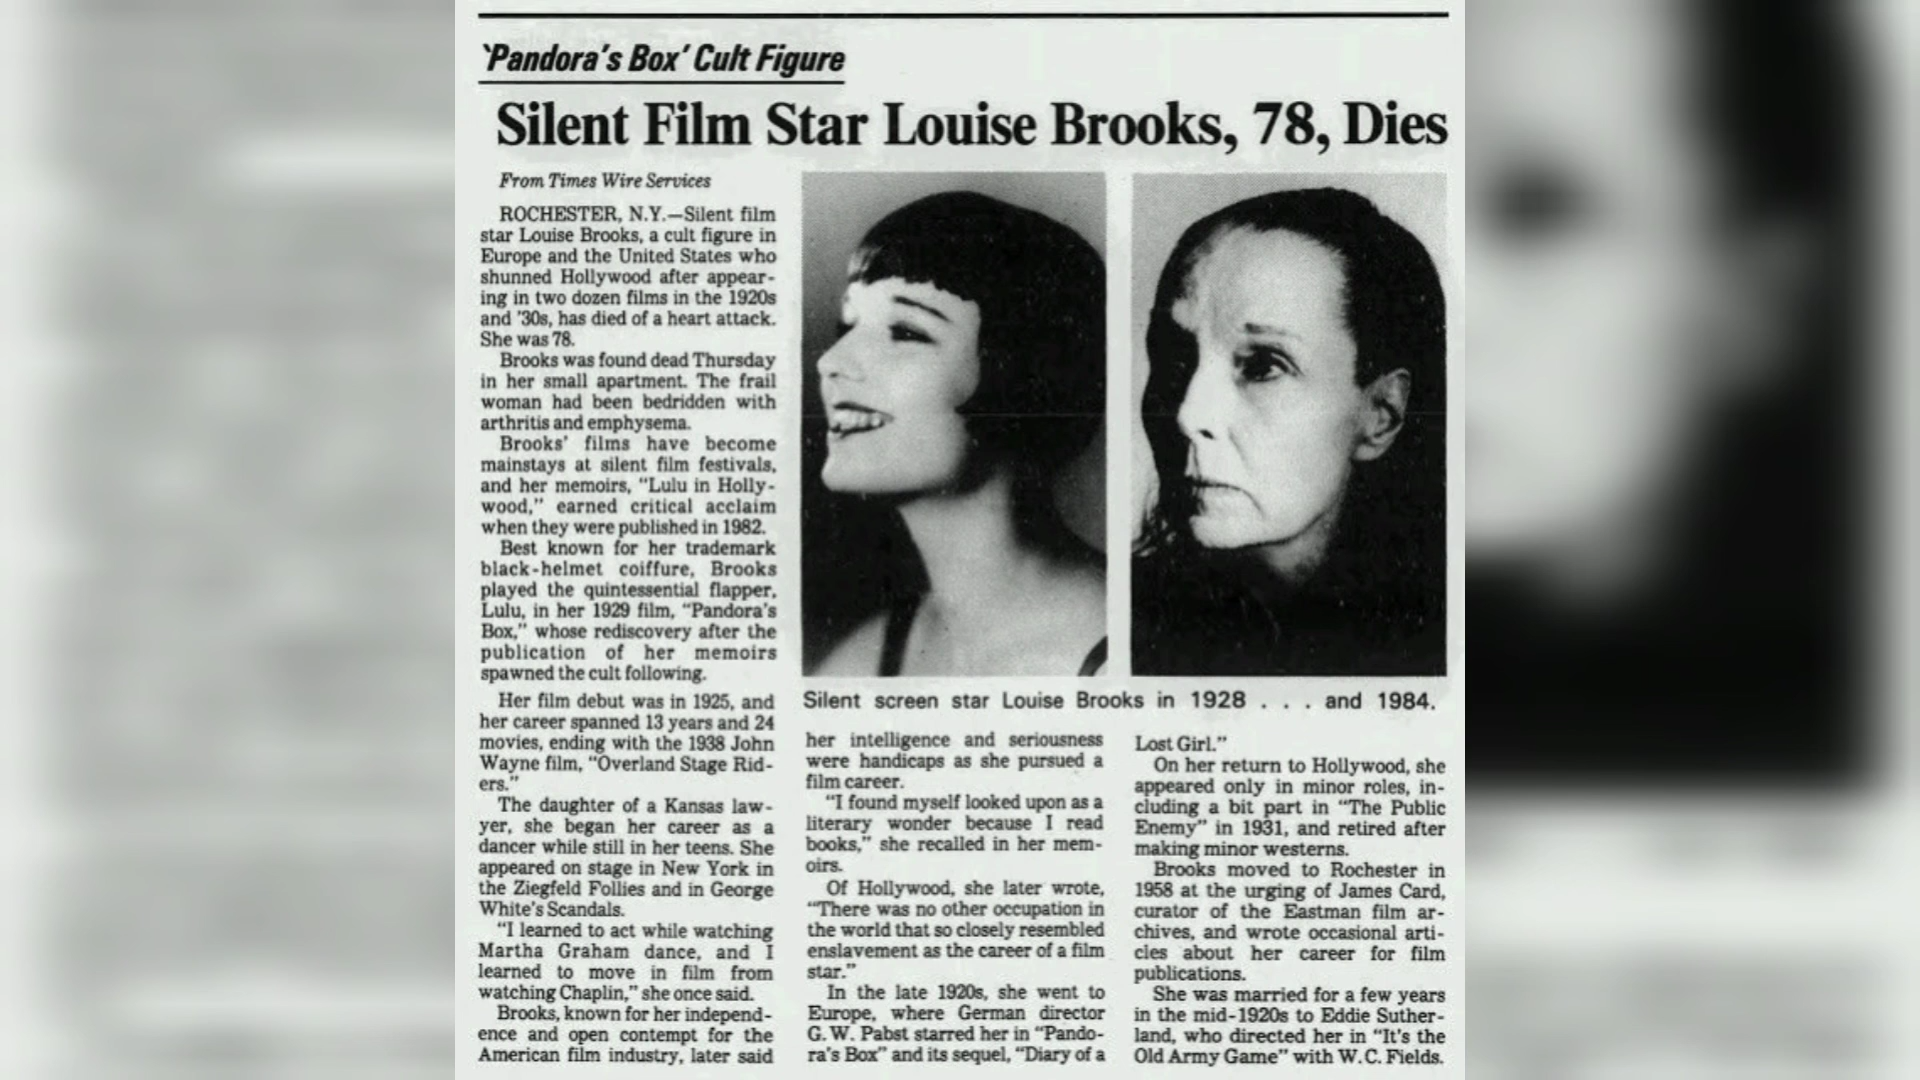 'Pandora's Box' Cult Figure
Silent Film Star Louise Brooks, 78, Dies
From Times Wire Services
ROCHESTER, N.Y.—Silent film
star Louise Brooks, a cult figure in
Europe and the United States who
shunned Hollywood after appear-
ing in two dozen films in the 1920s
and '30s, has died of a heart attack.
She was 78.
Brooks was found dead Thursday
in her small apartment. The frail
woman had been bedridden with
arthritis and emphysema.
Brooks' films have become
mainstays at silent film festivals,
and her memoirs, "Lulu in Holly-
wood," earned critical acclaim
when they were published in 1982.
Best known for her trademark
black-helmet coiffure, Brooks
played the quintessential flapper,
Lulu, in her 1929 film, "Pandora's
Box," whose rediscovery after the
publication of her memoirs
spawned the cult following.
Her film debut was in 1925, and
her career spanned 13 years and 24
movies, ending with the 1938 John
Wayne film, "Overland Stage Rid-
ers."
The daughter of a Kansas law-
yer, she began her career as a
dancer while still in her teens. She
appeared on stage in New York in
the Ziegfeld Follies and in George
White's Scandals.
"I learned to act while watching
Martha Graham dance, and I
learned to move in film from
watching Chaplin," she once said.
Brooks, known for her independ-
ence and open contempt for the
American film industry, later said
Silent screen star Louise Brooks in 1928 . . . and 1984.
her intelligence and seriousness
were handicaps as she pursued a
film career.
"I found myself looked upon as a
literary wonder because I read
books," she recalled in her mem-
oirs.
Of Hollywood, she later wrote,
"There was no other occupation in
the world that so closely resembled
enslavement as the career of a film
star."
In the late 1920s, she went to
Europe, where German director
G.W. Pabst starred her in "Pando-
ra's Box" and its sequel, "Diary of a
Lost Girl."
On her return to Hollywood, she
appeared only in minor roles, in-
cluding a bit part in "The Public
Enemy" in 1931, and retired after
making minor westerns.
Brooks moved to Rochester in
1958 at the urging of James Card,
curator of the Eastman film ar-
chives, and wrote occasional arti-
cles about her career for film
publications.
She was married for a few years
in the mid-1920s to Eddie Suther-
land, who directed her in "It's the
Old Army Game" with W.C. Fields.